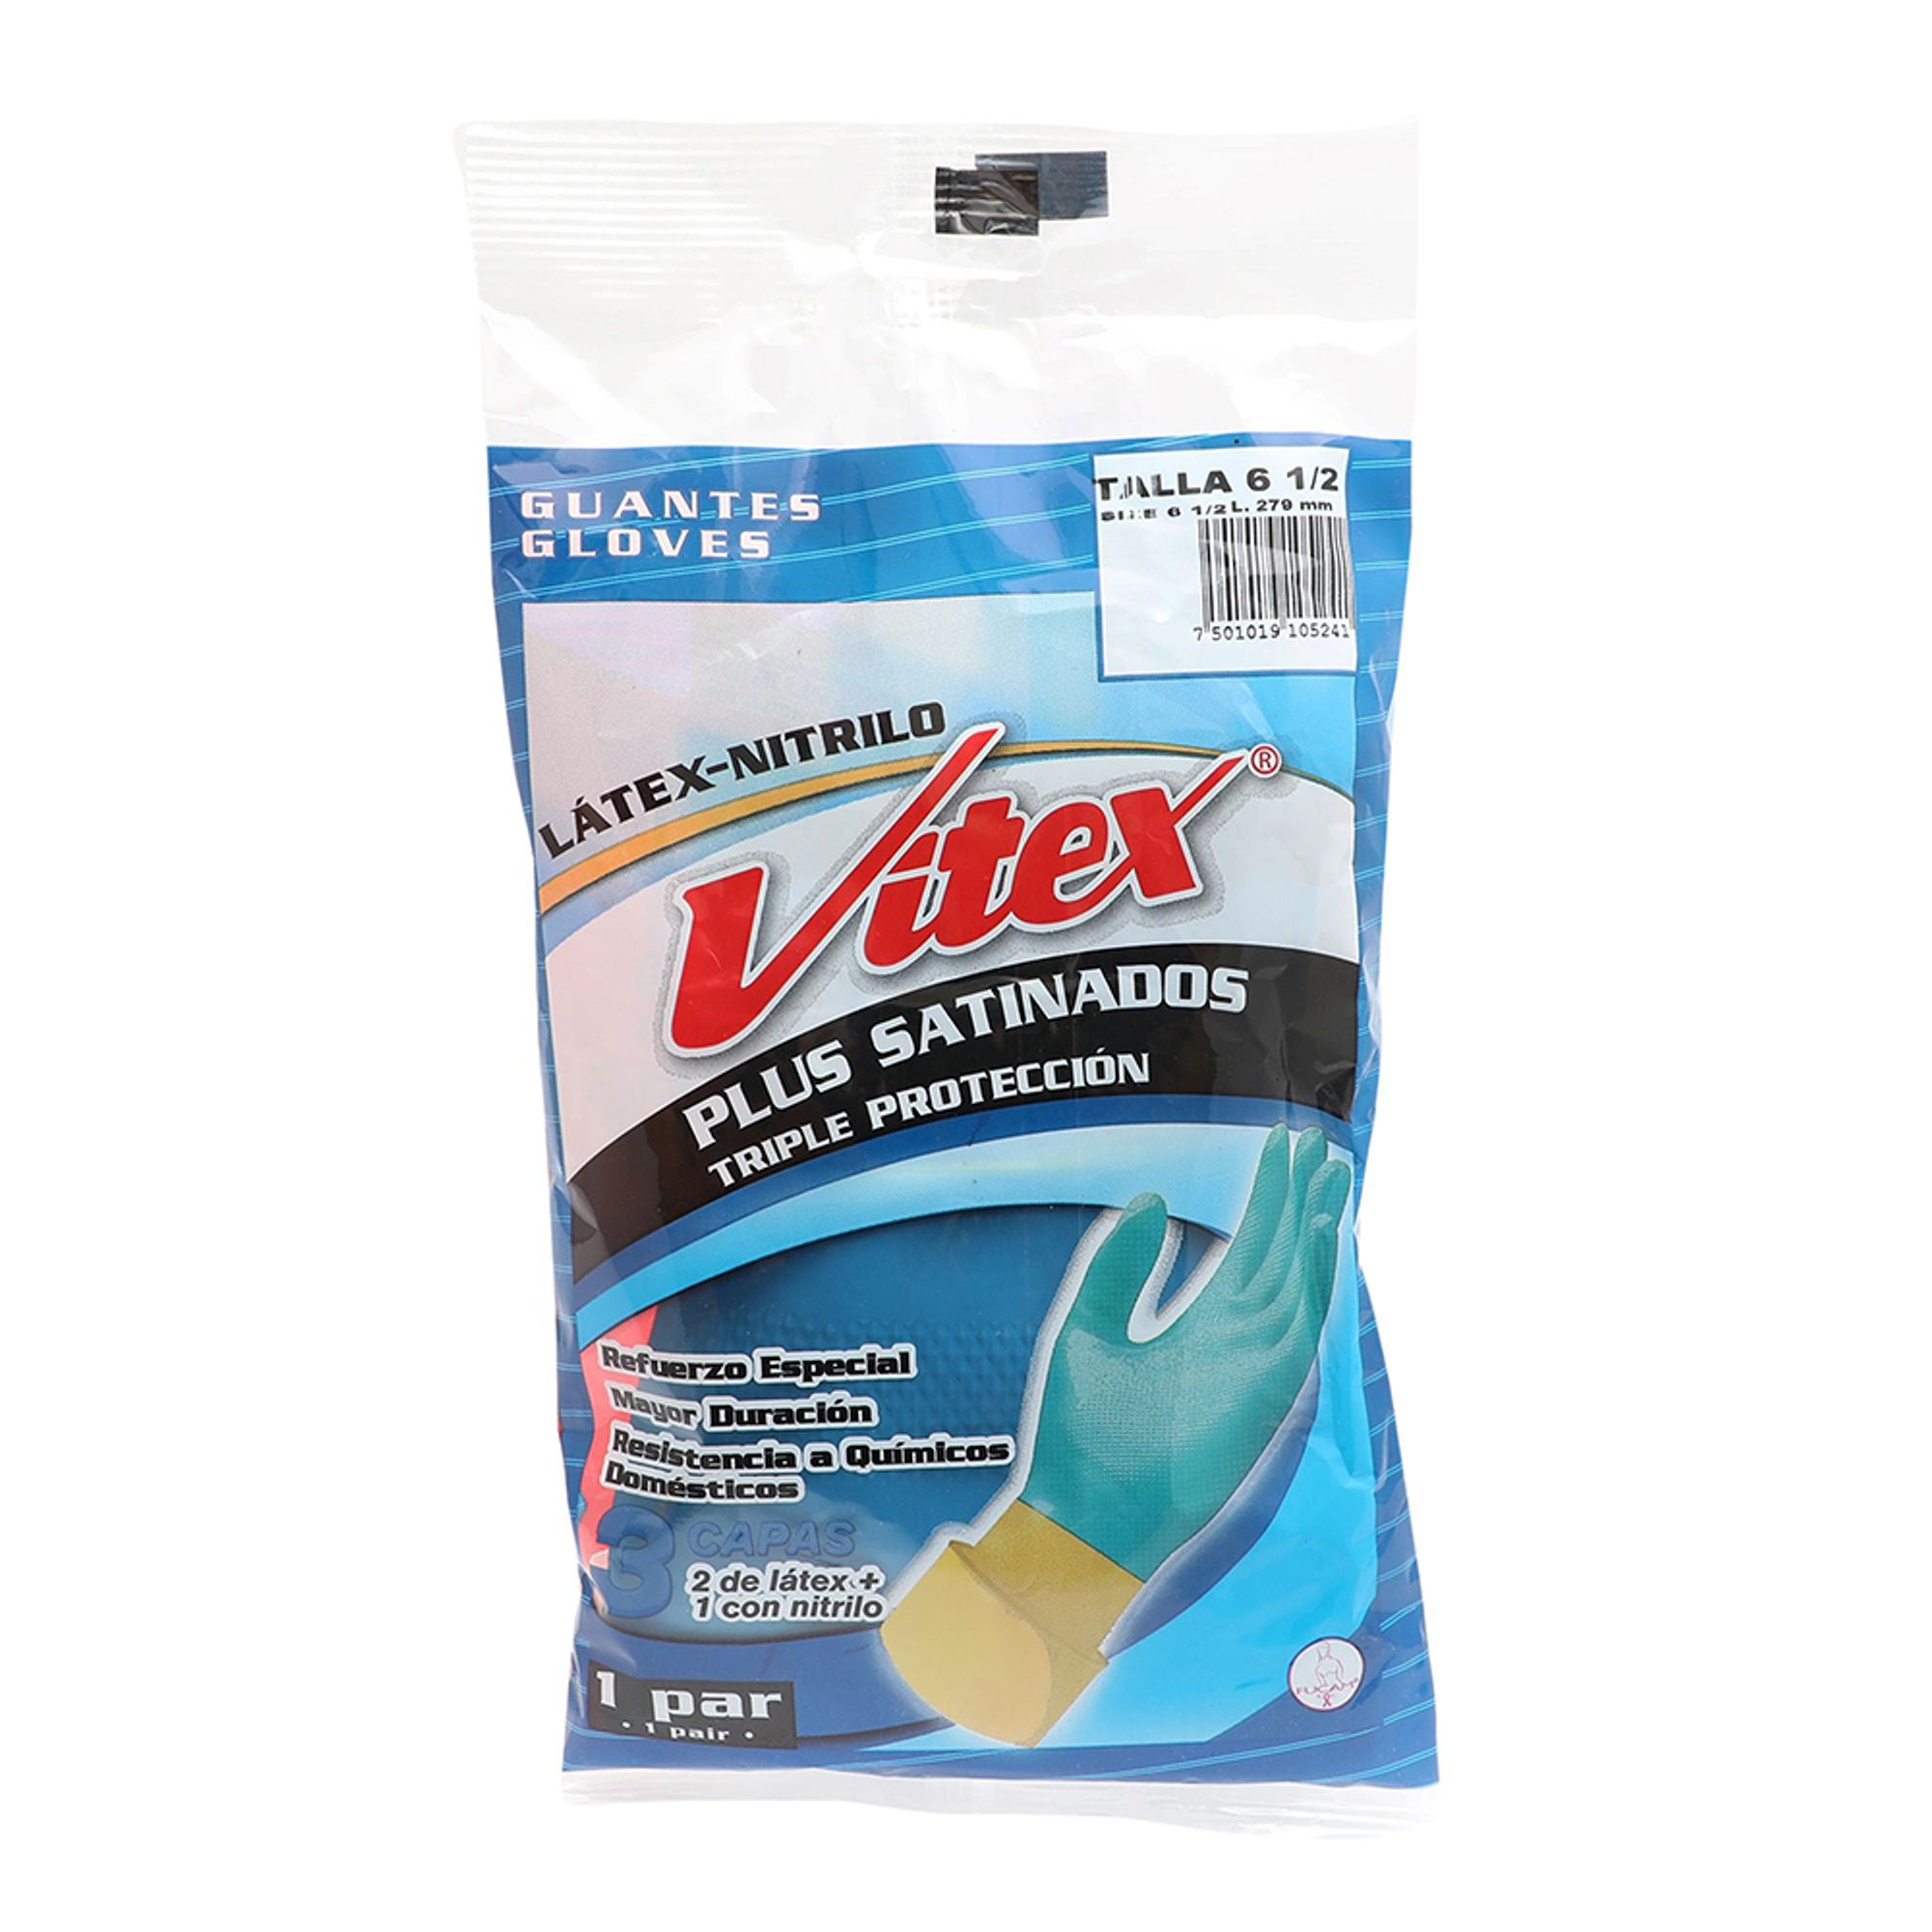 GUANTES
GLOVES
TALLA 6 1/2
SIZE 6 1/2 L. 279 mm
7 501019 105241
LÁTEX-NITRILO
Vitex®
PLUS SATINADOS
TRIPLE PROTECCIÓN
Refuerzo Especial
Mayor Duración
Resistencia a Químicos
Domésticos
3 CAPAS
2 de látex +
1 con nitrilo
1 par
• 1 pair •
FUCAM